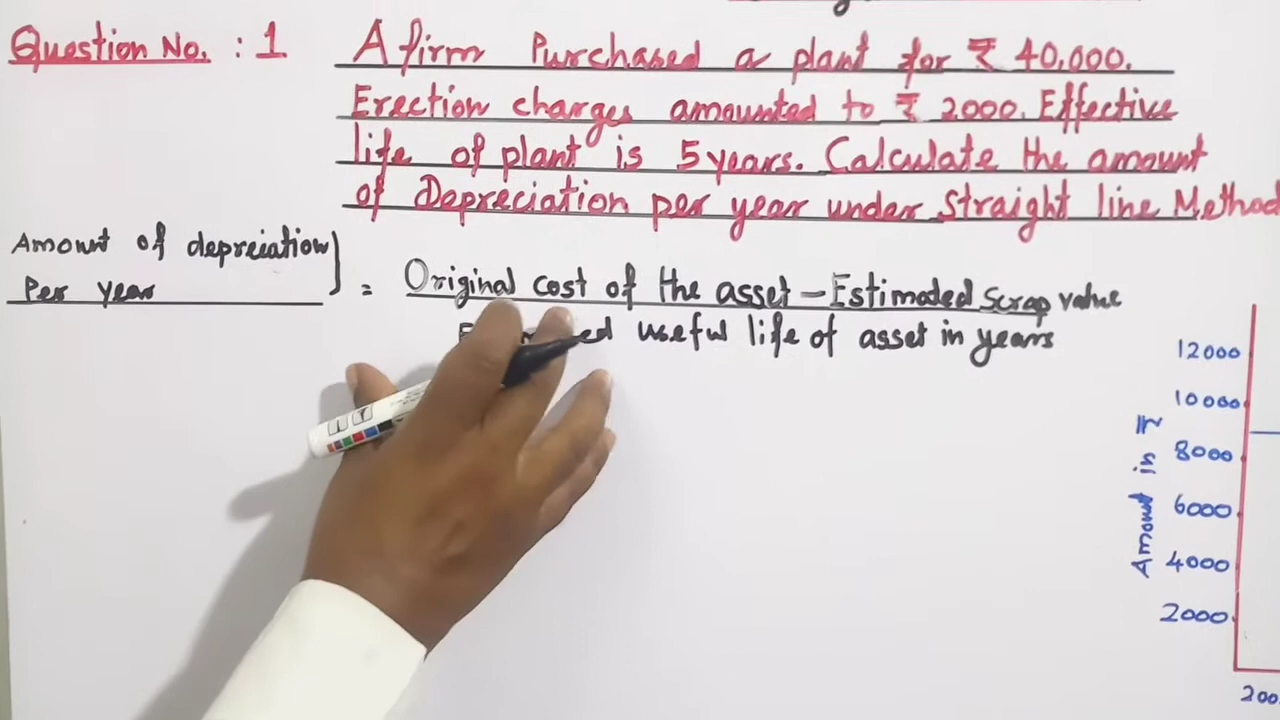 Question No. : 1 A firm Purchased a plant for ₹ 40,000.
Erection charges amounted to ₹ 2000. Effective
life of plant is 5 years. Calculate the amount
of Depreciation per year under Straight line Method
Amount of depreiation
Per year
= Original cost of the asset - Estimated Scrap value
useful life of asset in years
Amount in ₹
12000
10000
8000
6000
4000
2000